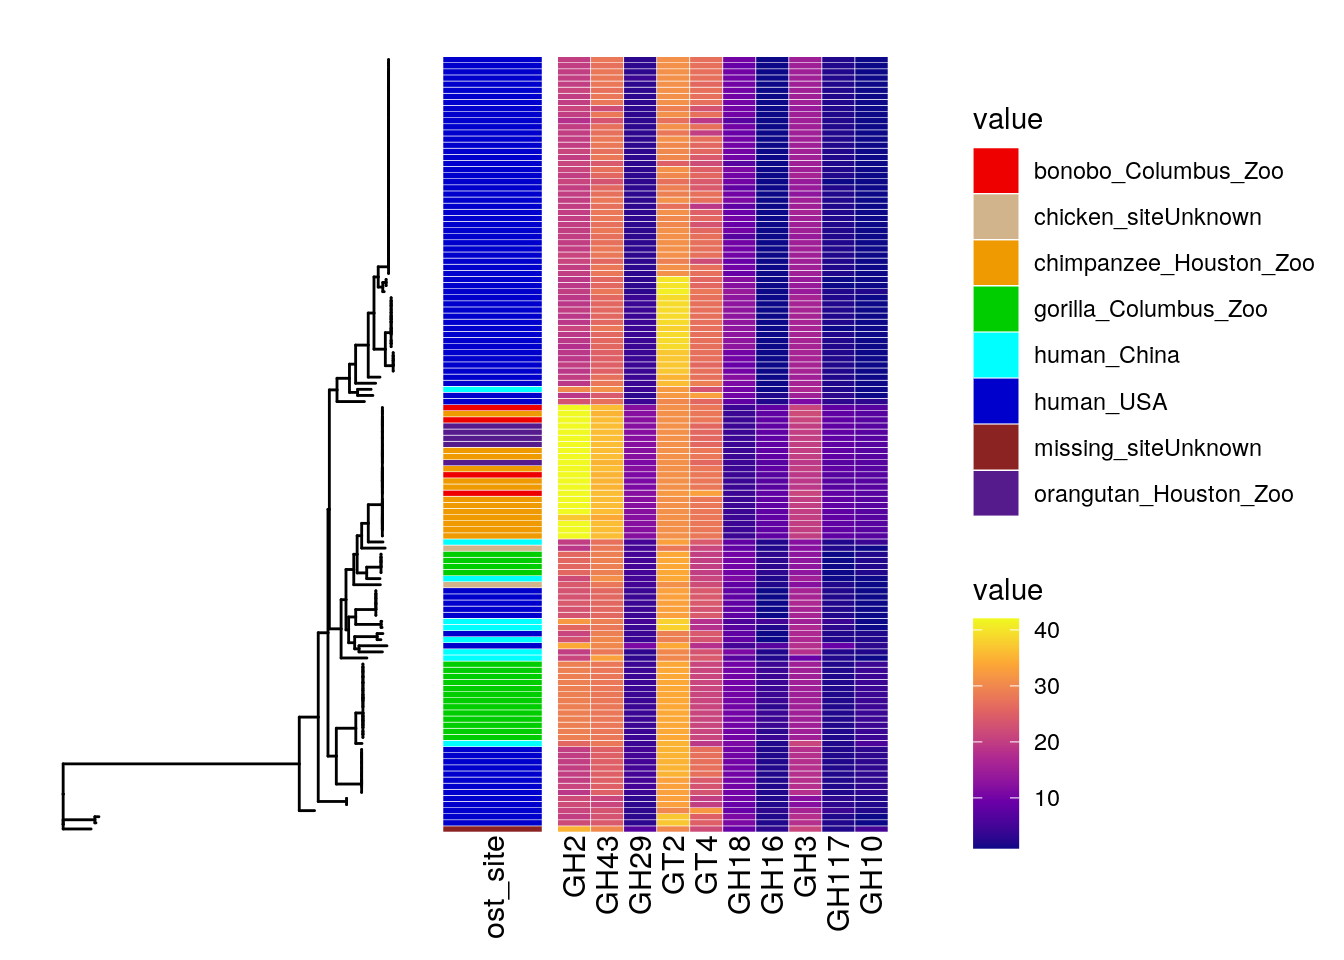 value
bonobo_Columbus_Zoo
chicken_siteUnknown
chimpanzee_Houston_Zoo
gorilla_Columbus_Zoo
human_China
human_USA
missing_siteUnknown
orangutan_Houston_Zoo
value
40
30
20
10
ost_site
GH2
GH43
GH29
GT2
GT4
GH18
GH16
GH3
GH117
GH10